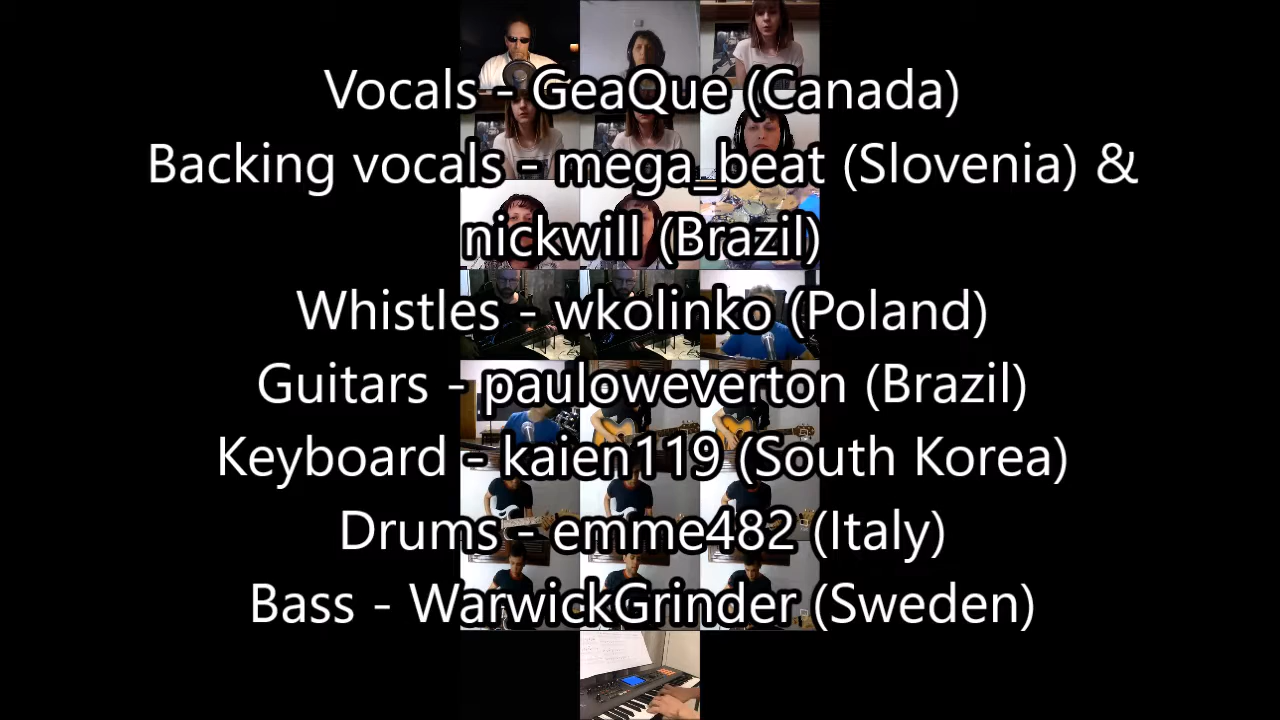 Vocals - GeaQue (Canada)
Backing vocals - mega_beat (Slovenia) &
nickwill (Brazil)
Whistles - wkolinko (Poland)
Guitars - pauloweverton (Brazil)
Keyboard - kaien119 (South Korea)
Drums - emme482 (Italy)
Bass - WarwickGrinder (Sweden)